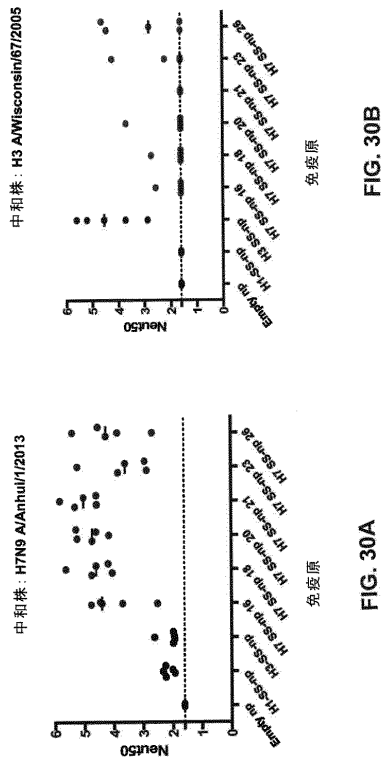 中和株：H7N9 A/Anhui/1/2013
Neut50
6
5
4
3
2
1
0
Empty np
H1-SS-np
H3-SS-np
H7 SS-np 16
H7 SS-np 18
H7 SS-np 20
H7 SS-np 21
H7 SS-np 23
H7 SS-np 26
免疫原
FIG. 30A
中和株：H3 A/Wisconsin/67/2005
Neut50
6
5
4
3
2
1
0
Empty np
H1-SS-np
H3 SS-np
H7 SS-np 16
H7 SS-np 18
H7 SS-np 20
H7 SS-np 21
H7 SS-np 23
H7 SS-np 26
免疫原
FIG. 30B